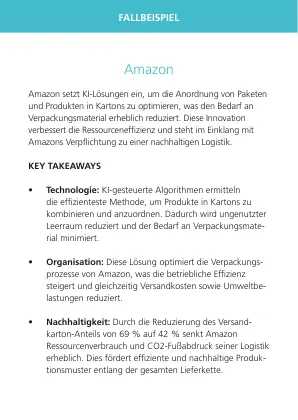 FALLBEISPIEL
Amazon
Amazon setzt KI-Lösungen ein, um die Anordnung von Paketen
und Produkten in Kartons zu optimieren, was den Bedarf an
Verpackungsmaterial erheblich reduziert. Diese Innovation
verbessert die Ressourceneffizienz und steht im Einklang mit
Amazons Verpflichtung zu einer nachhaltigen Logistik.
KEY TAKEAWAYS
• Technologie: KI-gesteuerte Algorithmen ermitteln
die effizienteste Methode, um Produkte in Kartons zu
kombinieren und anzuordnen. Dadurch wird ungenutzter
Leerraum reduziert und der Bedarf an Verpackungsmate-
rial minimiert.
• Organisation: Diese Lösung optimiert die Verpackungs-
prozesse von Amazon, was die betriebliche Effizienz
steigert und gleichzeitig Versandkosten sowie Umweltbe-
lastungen reduziert.
• Nachhaltigkeit: Durch die Reduzierung des Versand-
karton-Anteils von 69 % auf 42 % senkt Amazon
Ressourcenverbrauch und CO2-Fußabdruck seiner Logistik
erheblich. Dies fördert effiziente und nachhaltige Produk-
tionsmuster entlang der gesamten Lieferkette.